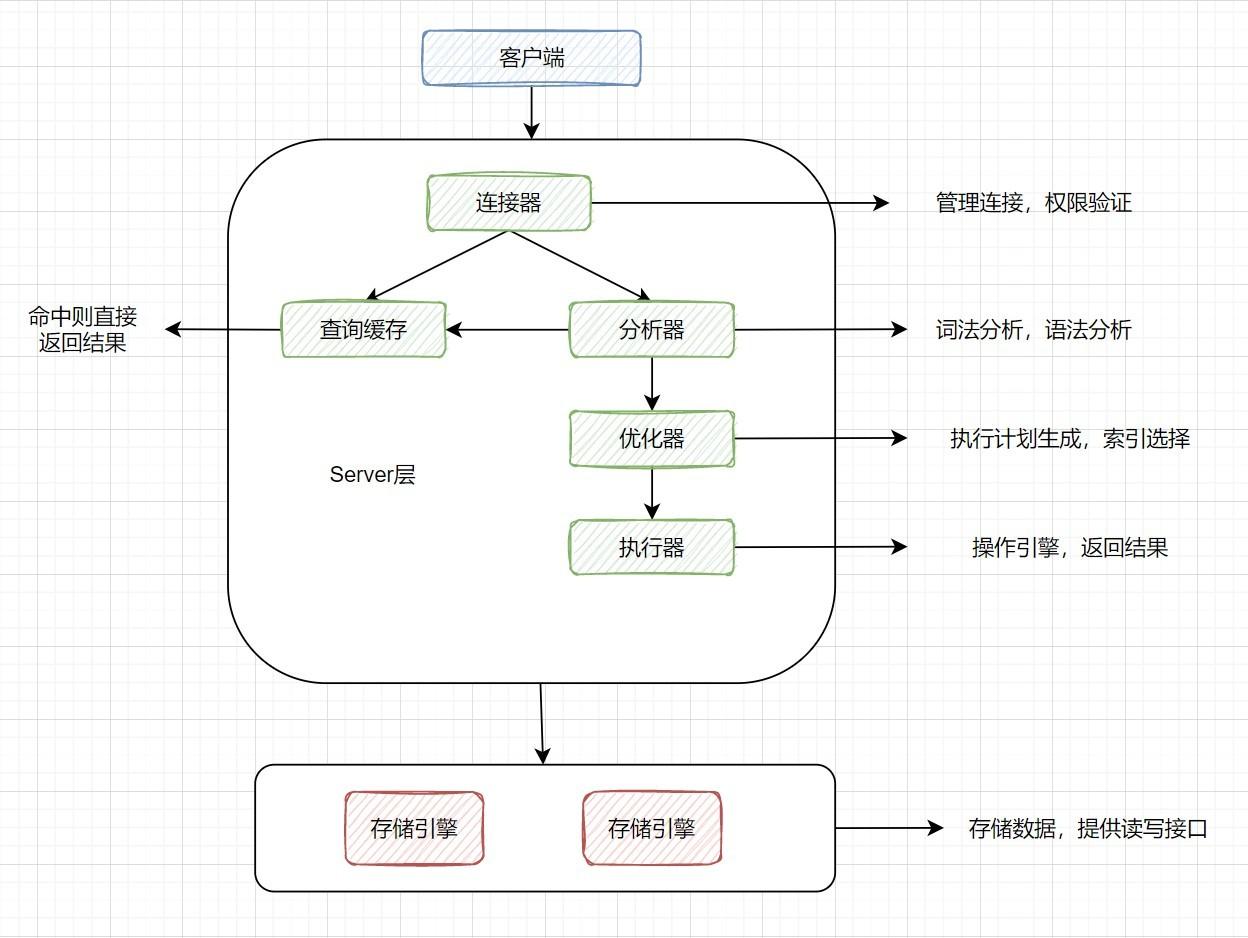 客户端
连接器
管理连接，权限验证
命中则直接
返回结果
查询缓存
分析器
词法分析，语法分析
优化器
执行计划生成，索引选择
Server层
执行器
操作引擎，返回结果
存储引擎
存储引擎
存储数据，提供读写接口